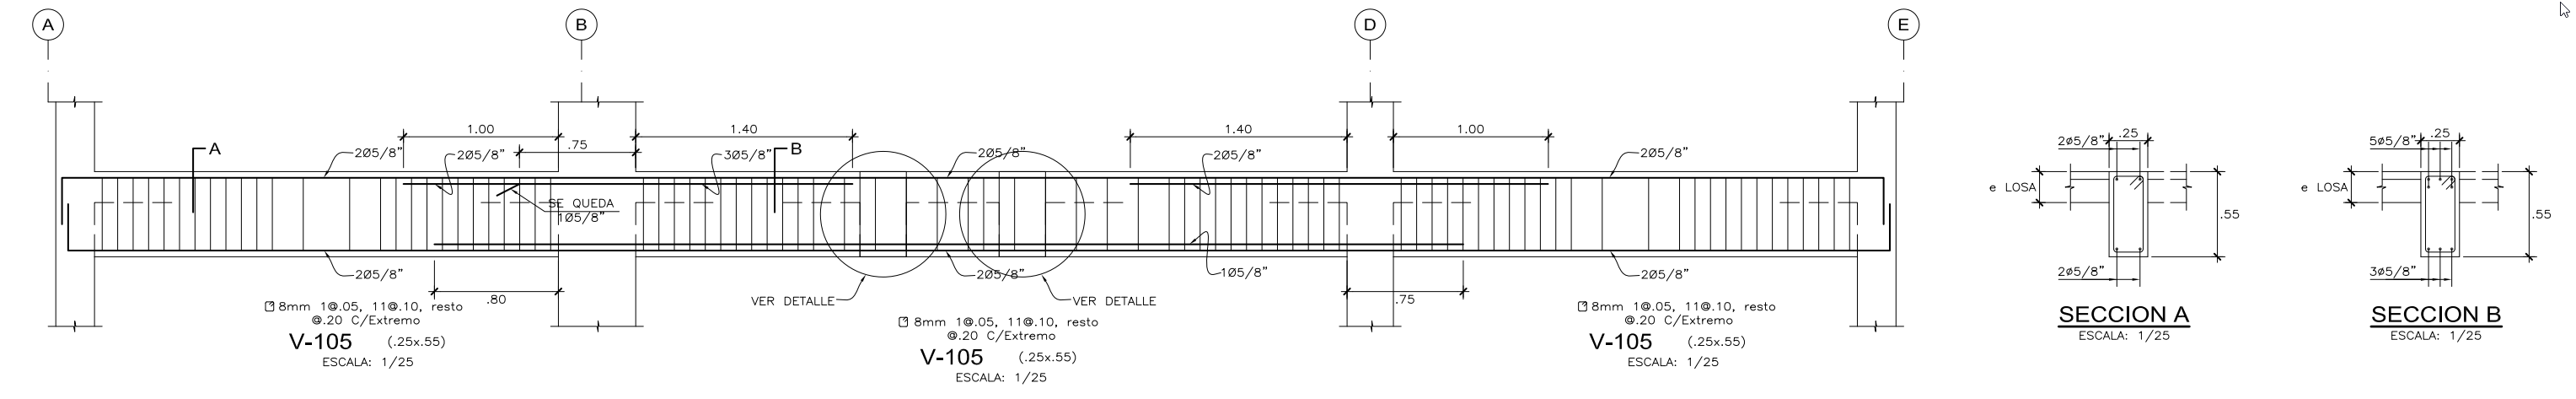 A
B
D
E
1.00
1.40
1.40
1.00
A
2Ø5/8"
2Ø5/8"
.75
3Ø5/8"
B
2Ø5/8"
2Ø5/8"
2Ø5/8"
SE QUEDA
1Ø5/8"
2Ø5/8"
.80
VER DETALLE
2Ø5/8"
VER DETALLE
1Ø5/8"
.75
2Ø5/8"
8mm 1@.05, 11@.10, resto
@.20 C/Extremo
V-105 (.25x.55)
ESCALA: 1/25
8mm 1@.05, 11@.10, resto
@.20 C/Extremo
V-105 (.25x.55)
ESCALA: 1/25
8mm 1@.05, 11@.10, resto
@.20 C/Extremo
V-105 (.25x.55)
ESCALA: 1/25
2ø5/8" .25
e LOSA
.55
2ø5/8"
SECCION A
ESCALA: 1/25
5ø5/8" .25
e LOSA
.55
3ø5/8"
SECCION B
ESCALA: 1/25